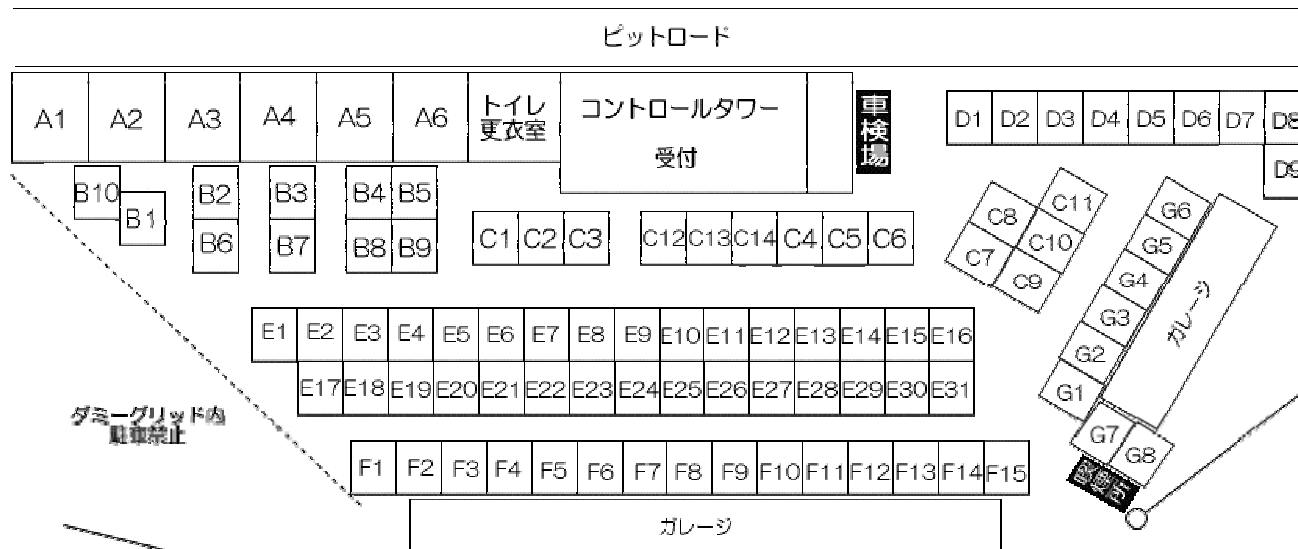 ピットロード
A1 A2 A3 A4 A5 A6
トイレ
更衣室
コントロールタワー
受付
車検場
D1 D2 D3 D4 D5 D6 D7 D8
D9
B10 B2 B3 B4 B5
B1
B6 B7 B8 B9
C1 C2 C3
C12 C13 C14 C4 C5 C6
C8 C11
C7 C10
C9
G6
G5
G4
G3
G2
G1
ガレージ
G7 G8
E1 E2 E3 E4 E5 E6 E7 E8 E9 E10 E11 E12 E13 E14 E15 E16
E17 E18 E19 E20 E21 E22 E23 E24 E25 E26 E27 E28 E29 E30 E31
ダミーグリッド内
駐車禁止
F1 F2 F3 F4 F5 F6 F7 F8 F9 F10 F11 F12 F13 F14 F15
ガレージ